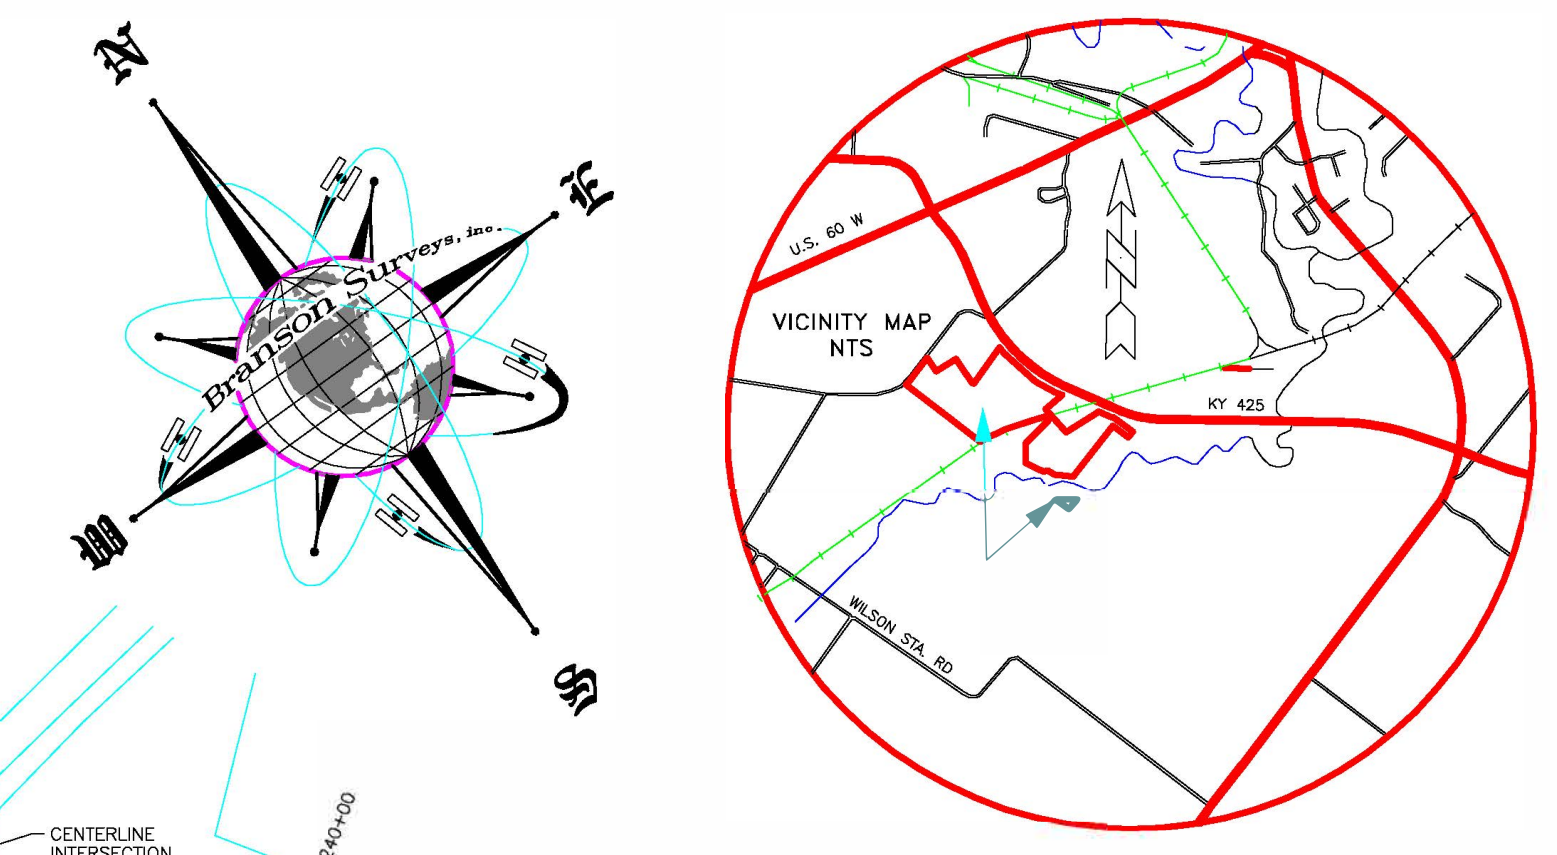 N
E
Branson Surveys, inc.
W
S
U.S. 60 W
VICINITY MAP
NTS
N
KY 425
WILSON STA. RD
240+00
CENTERLINE
INTERSECTION